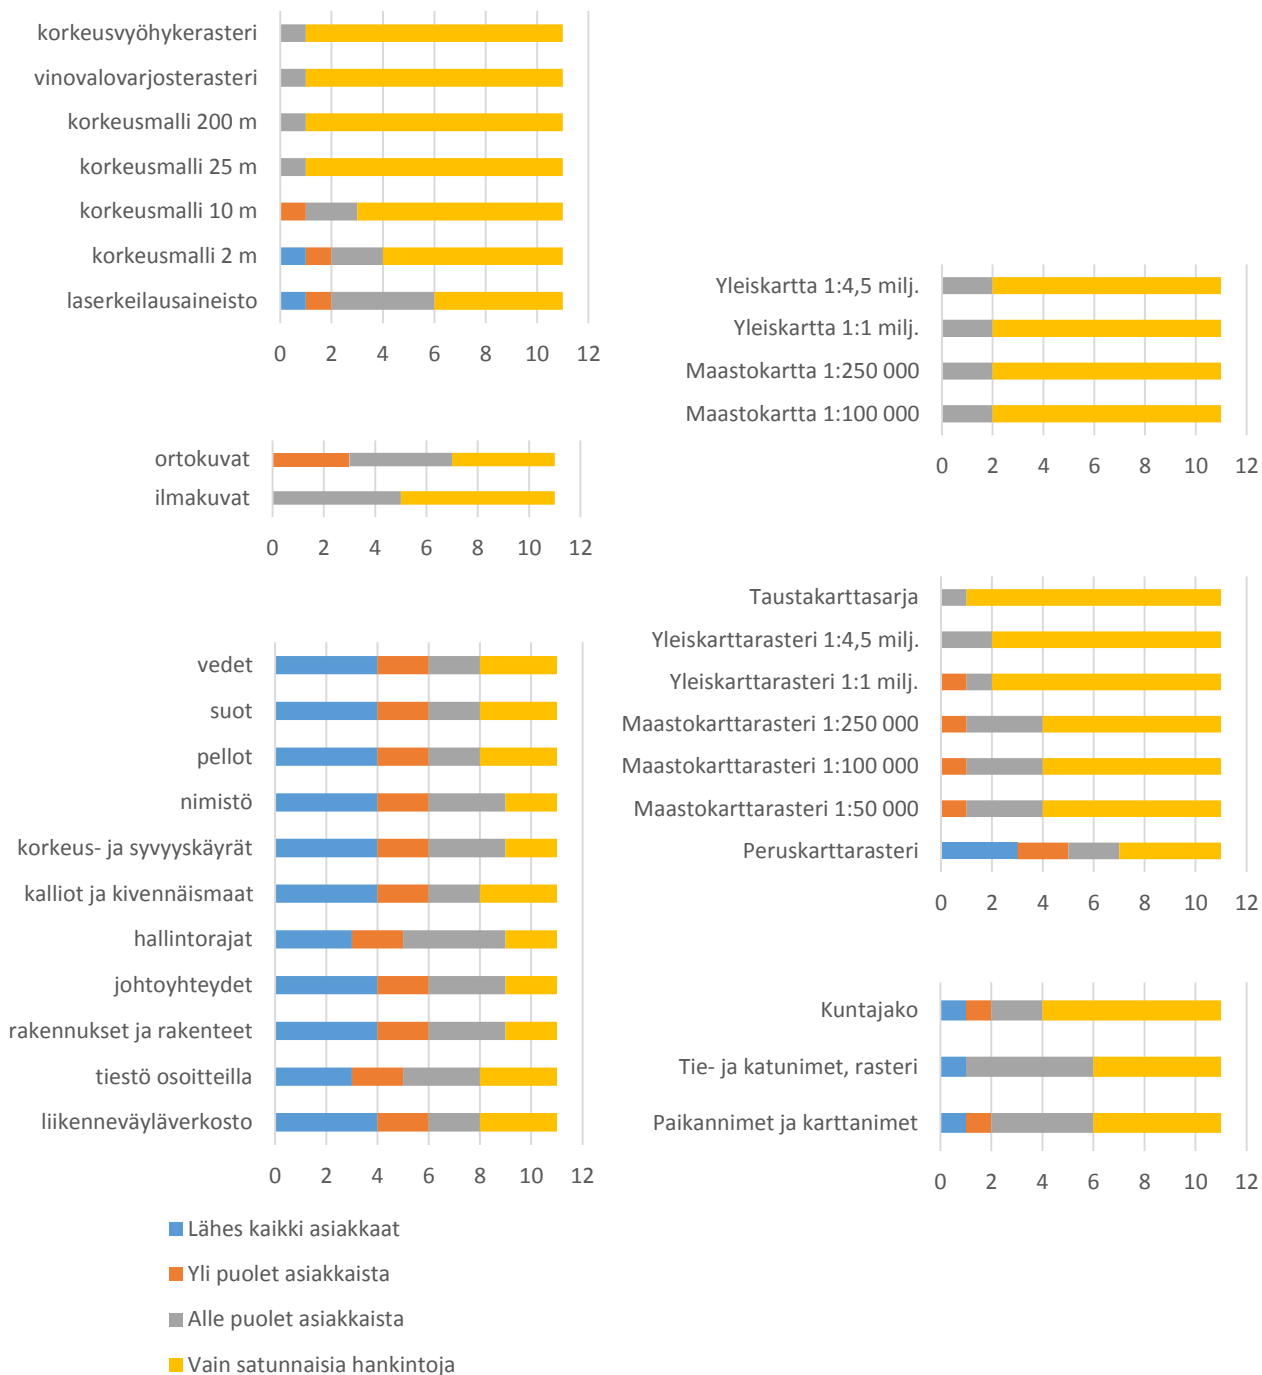 korkeusvyöhykerasteri
vinovalovarjosterasteri
korkeusmalli 200 m
korkeusmalli 25 m
korkeusmalli 10 m
korkeusmalli 2 m
laserkeilausaineisto
0 2 4 6 8 10 12
ortokuvat
ilmakuvat
0 2 4 6 8 10 12
vedet
suot
pellot
nimistö
korkeus- ja syvyyskäyrät
kalliot ja kivennäismaat
hallintorajat
johtoyhteydet
rakennukset ja rakenteet
tiestö osoitteilla
liikenneväyläverkosto
0 2 4 6 8 10 12
Lähes kaikki asiakkaat
Yli puolet asiakkaista
Alle puolet asiakkaista
Vain satunnaisia hankintoja
Yleiskartta 1:4,5 milj.
Yleiskartta 1:1 milj.
Maastokartta 1:250 000
Maastokartta 1:100 000
0 2 4 6 8 10 12
Taustakarttasarja
Yleiskarttarasteri 1:4,5 milj.
Yleiskarttarasteri 1:1 milj.
Maastokarttarasteri 1:250 000
Maastokarttarasteri 1:100 000
Maastokarttarasteri 1:50 000
Peruskarttarasteri
0 2 4 6 8 10 12
Kuntajako
Tie- ja katunimet, rasteri
Paikannimet ja karttanimet
0 2 4 6 8 10 12